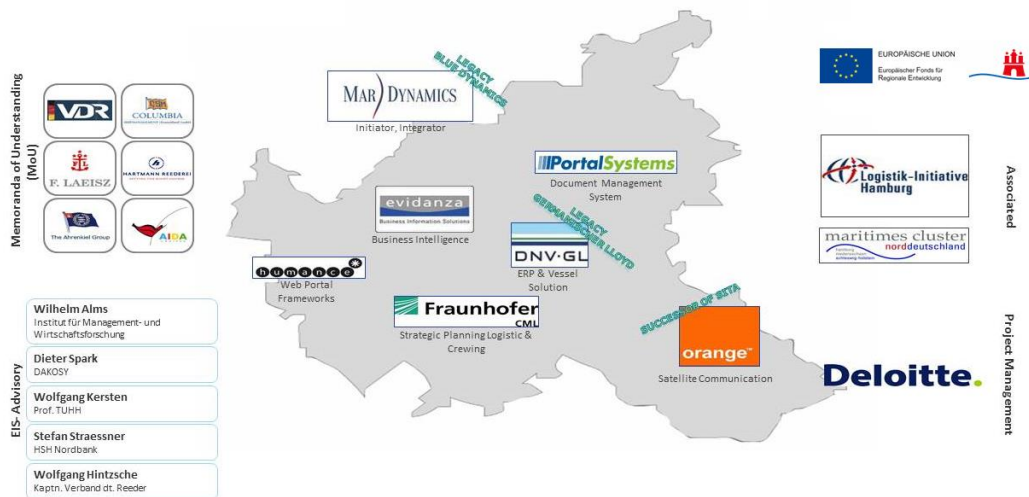 Memoranda of Understanding
(MoU)
VDR
COLUMBIA
F. LAEISZ
HARTMANN REEDEREI
The Ahrenkiel Group
AIDA
EIS- Advisory
Wilhelm Alms
Institut für Management- und
Wirtschaftsforschung
Dieter Spark
DAKOSY
Wolfgang Kersten
Prof. TUHH
Stefan Straessner
HSH Nordbank
Wolfgang Hintzsche
Kaptn. Verband dt. Reeder
MAR DYNAMICS
Initiator, Integrator
LEGACY
BLUE DYNAMICS
PortalSystems
Document Management
System
evidanza
Business Information Solutions
Business Intelligence
LEGACY
GERMANISCHER LLOYD
DNV·GL
ERP & Vessel
Solution
humance
Web Portal
Frameworks
Fraunhofer
CML
Strategic Planning Logistic &
Crewing
SUCCESSOR OF SITA
orange™
Satellite Communication
EUROPÄISCHE UNION
Europäischer Fonds für
Regionale Entwicklung
Associated
Logistik-Initiative
Hamburg
maritimes cluster
norddeutschland
Project Management
Deloitte.